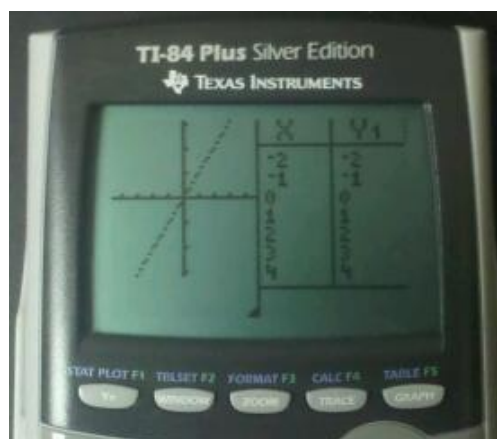 TI-84 Plus Silver Edition
TEXAS INSTRUMENTS
X Y1
-2 -2
-1 -1
0 0
1 1
2 2
3 3
4 4
STAT PLOT F1 TBLSET F2 FORMAT F3 CALC F4 TABLE F5
Y= WINDOW ZOOM TRACE GRAPH